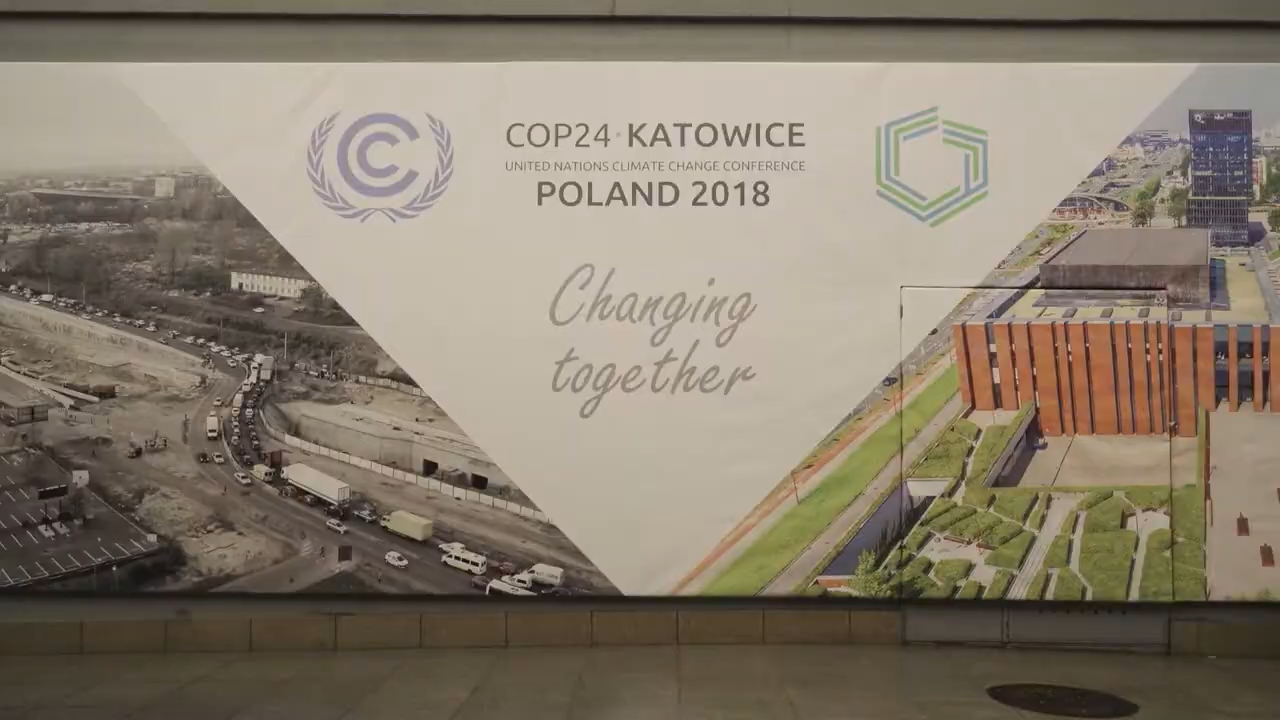 COP24·KATOWICE
UNITED NATIONS CLIMATE CHANGE CONFERENCE
POLAND 2018
Changing
together